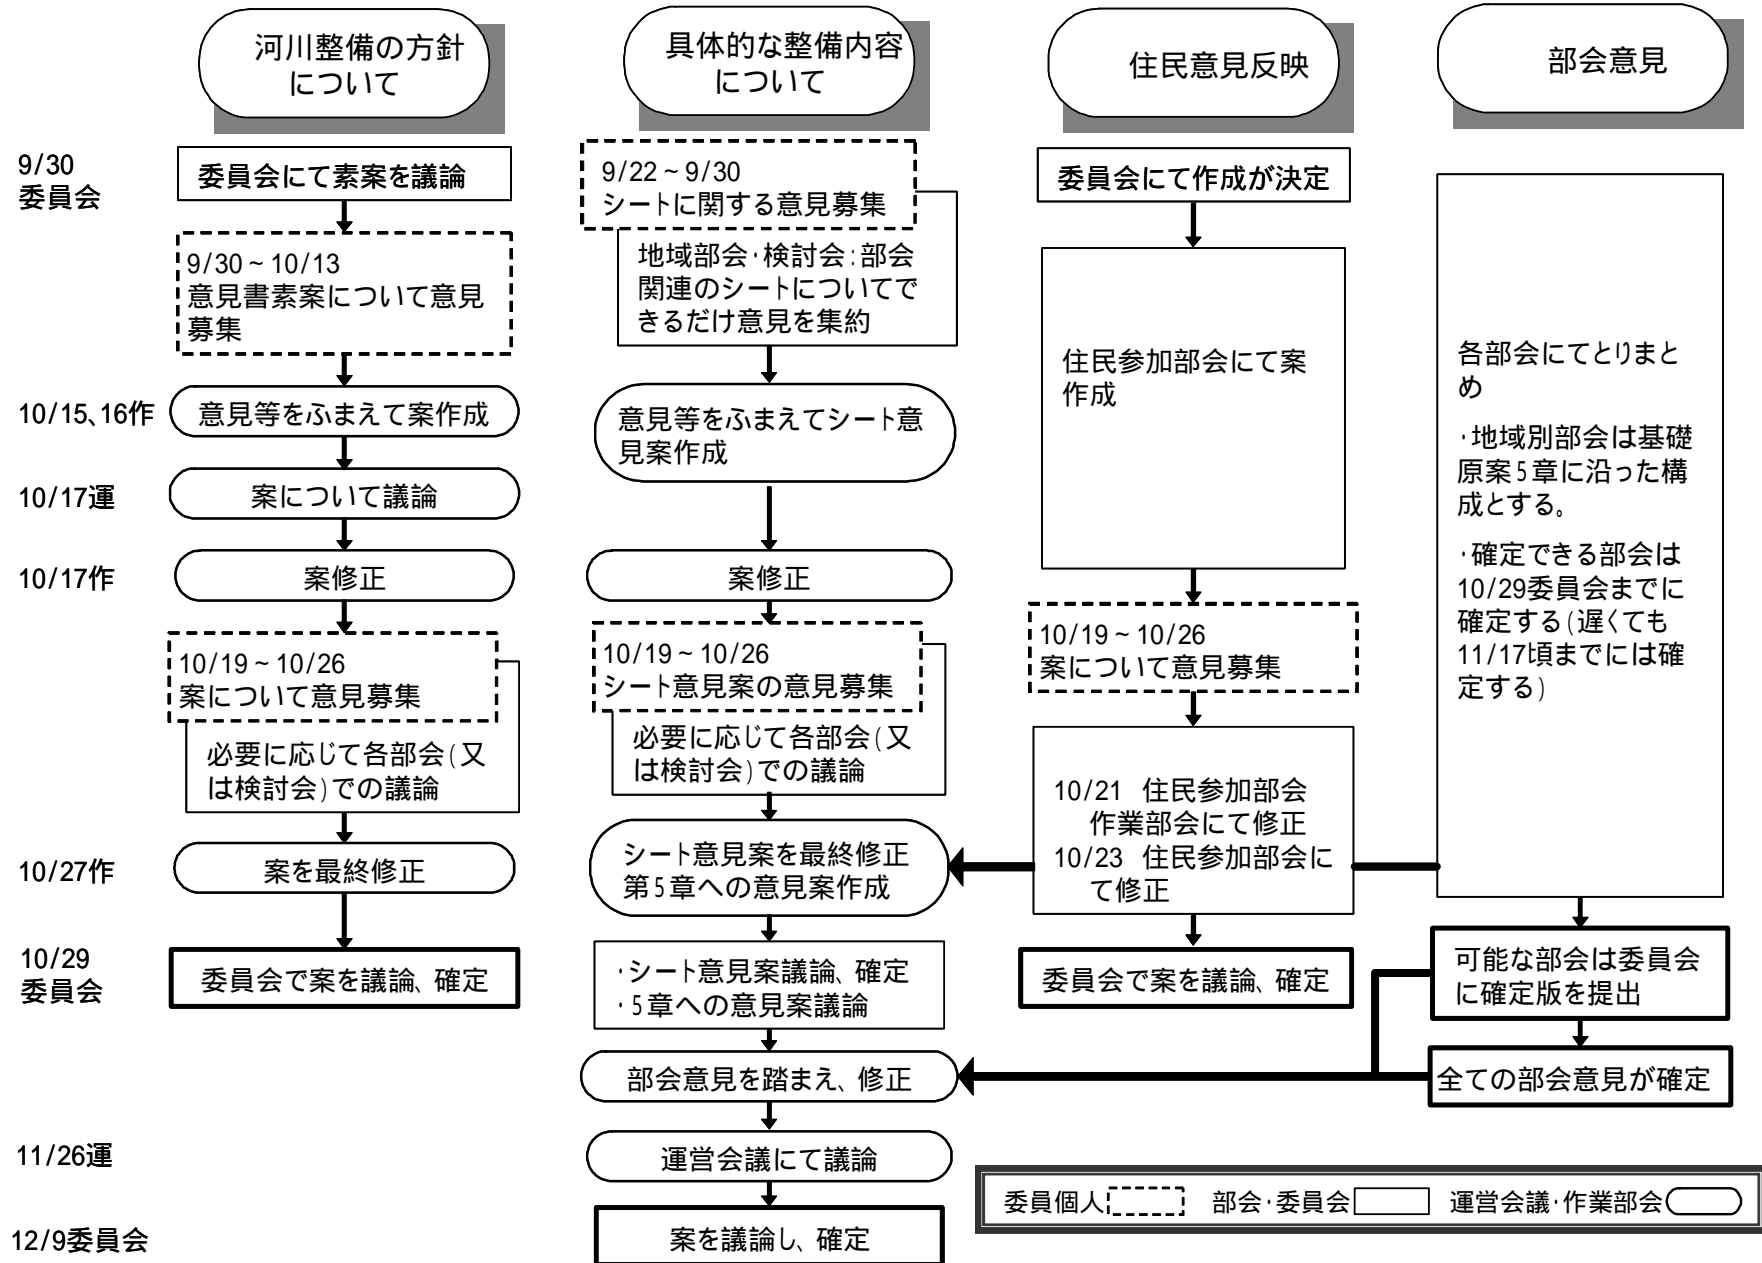 河川整備の方針
について
具体的な整備内容
について
住民意見反映
部会意見
9/30
委員会
委員会にて素案を議論
9/30～10/13
意見書素案について意見
募集
10/15、16作
意見等をふまえて案作成
10/17運
案について議論
10/17作
案修正
10/19～10/26
案について意見募集
必要に応じて各部会(又
は検討会)での議論
10/27作
案を最終修正
10/29
委員会
委員会で案を議論、確定
9/22～9/30
シートに関する意見募集
地域部会・検討会：部会
関連のシートについてで
きるだけ意見を集約
意見等をふまえてシート意
見案作成
案修正
10/19～10/26
シート意見案の意見募集
必要に応じて各部会(又
は検討会)での議論
シート意見案を最終修正
第5章への意見案作成
・シート意見案議論、確定
・5章への意見案議論
部会意見を踏まえ、修正
11/26運
運営会議にて議論
12/9委員会
案を議論し、確定
委員会にて作成が決定
住民参加部会にて案
作成
10/19～10/26
案について意見募集
10/21 住民参加部会
作業部会にて修正
10/23 住民参加部会に
て修正
委員会で案を議論、確定
各部会にてとりまと
め
・地域別部会は基礎
原案5章に沿った構
成とする。
・確定できる部会は
10/29委員会までに
確定する(遅くても
11/17頃までには確
定する)
可能な部会は委員会
に確定版を提出
全ての部会意見が確定
委員個人 部会・委員会 運営会議・作業部会